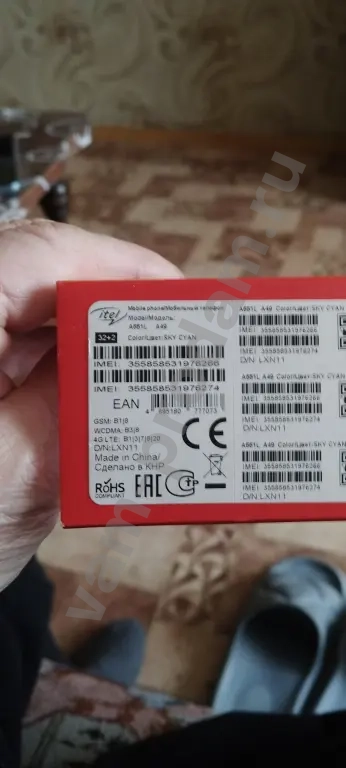 itel
Mobile phone/Мобильный телефон
Model/Модель:
A661L A49
32+2
Color/Цвет: SKY CYAN
IMEI: 355858531976266
IMEI: 355858531976274
EAN
GSM: B1|8
WCDMA: B1|8
4G LTE: B1|3|7|8|20
D/N:LXN11
Made in China/
Сделано в КНР
CE
RoHS
COMPLIANT
EAC
A661L A49 Color/Цвет:SKY CYAN
IMEI 355858531976266
IMEI 355858531976274
D/N:LXN11
A661L A49 Color/Цвет:SKY CYAN
IMEI 355858531976266
IMEI 355858531976274
D/N:LXN11
A661L A49 Color/Цвет:SKY CYAN
IMEI 355858531976266
IMEI 355858531976274
D/N:LXN11